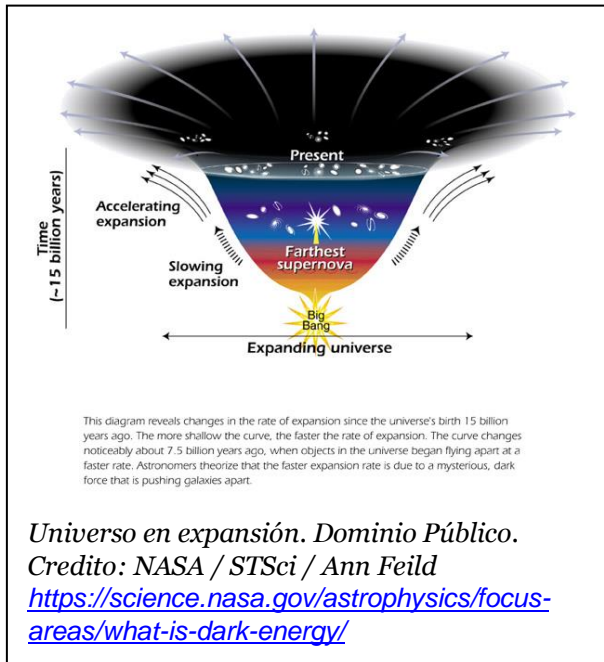 Present
Accelerating
expansion
Time
(~15 billion years)
Farthest
supernova
Slowing
expansion
Big
Bang
Expanding universe
This diagram reveals changes in the rate of expansion since the universe's birth 15 billion
years ago. The more shallow the curve, the faster the rate of expansion. The curve changes
noticeably about 7.5 billion years ago, when objects in the universe began flying apart at a
faster rate. Astronomers theorize that the faster expansion rate is due to a mysterious, dark
force that is pushing galaxies apart.
Universo en expansión. Dominio Público.
Credito: NASA / STSci / Ann Feild
https://science.nasa.gov/astrophysics/focus-
areas/what-is-dark-energy/